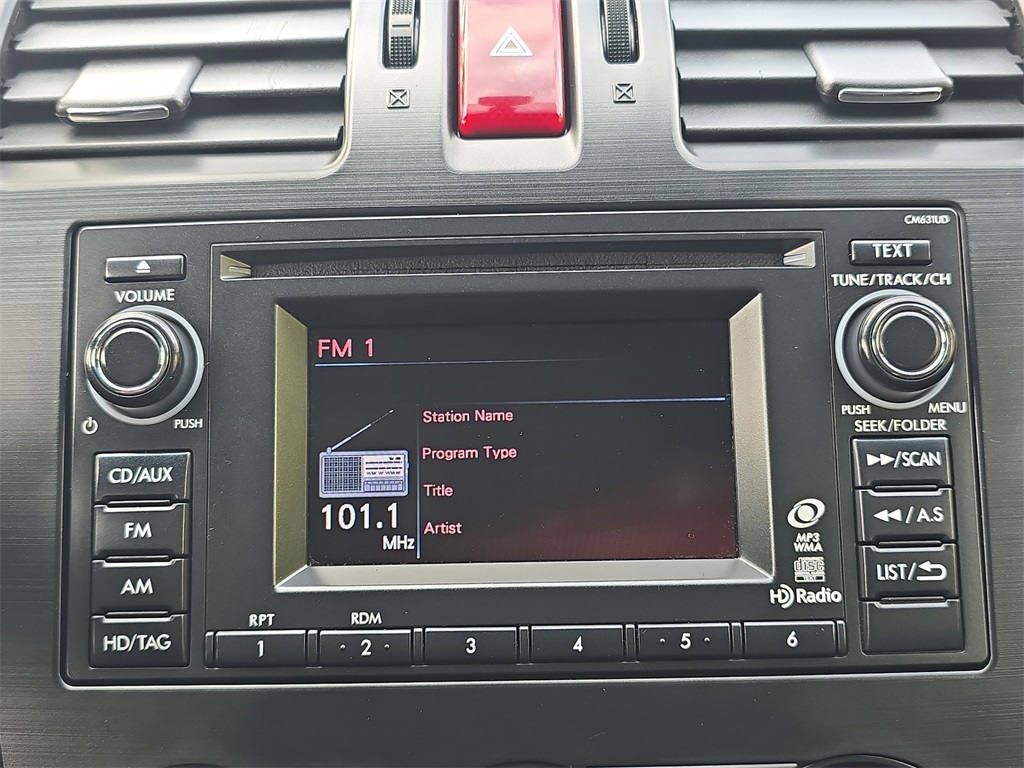 CM631UD
TEXT
VOLUME
TUNE/TRACK/CH
PUSH
PUSH
MENU
SEEK/FOLDER
CD/AUX
FM
AM
HD/TAG
FM 1
Station Name
Program Type
Title
Artist
101.1
MHz
/SCAN
/A.S
LIST/
MP3
WMA
disc
TEXT
HD Radio
RPT
RDM
1
2
3
4
5
6